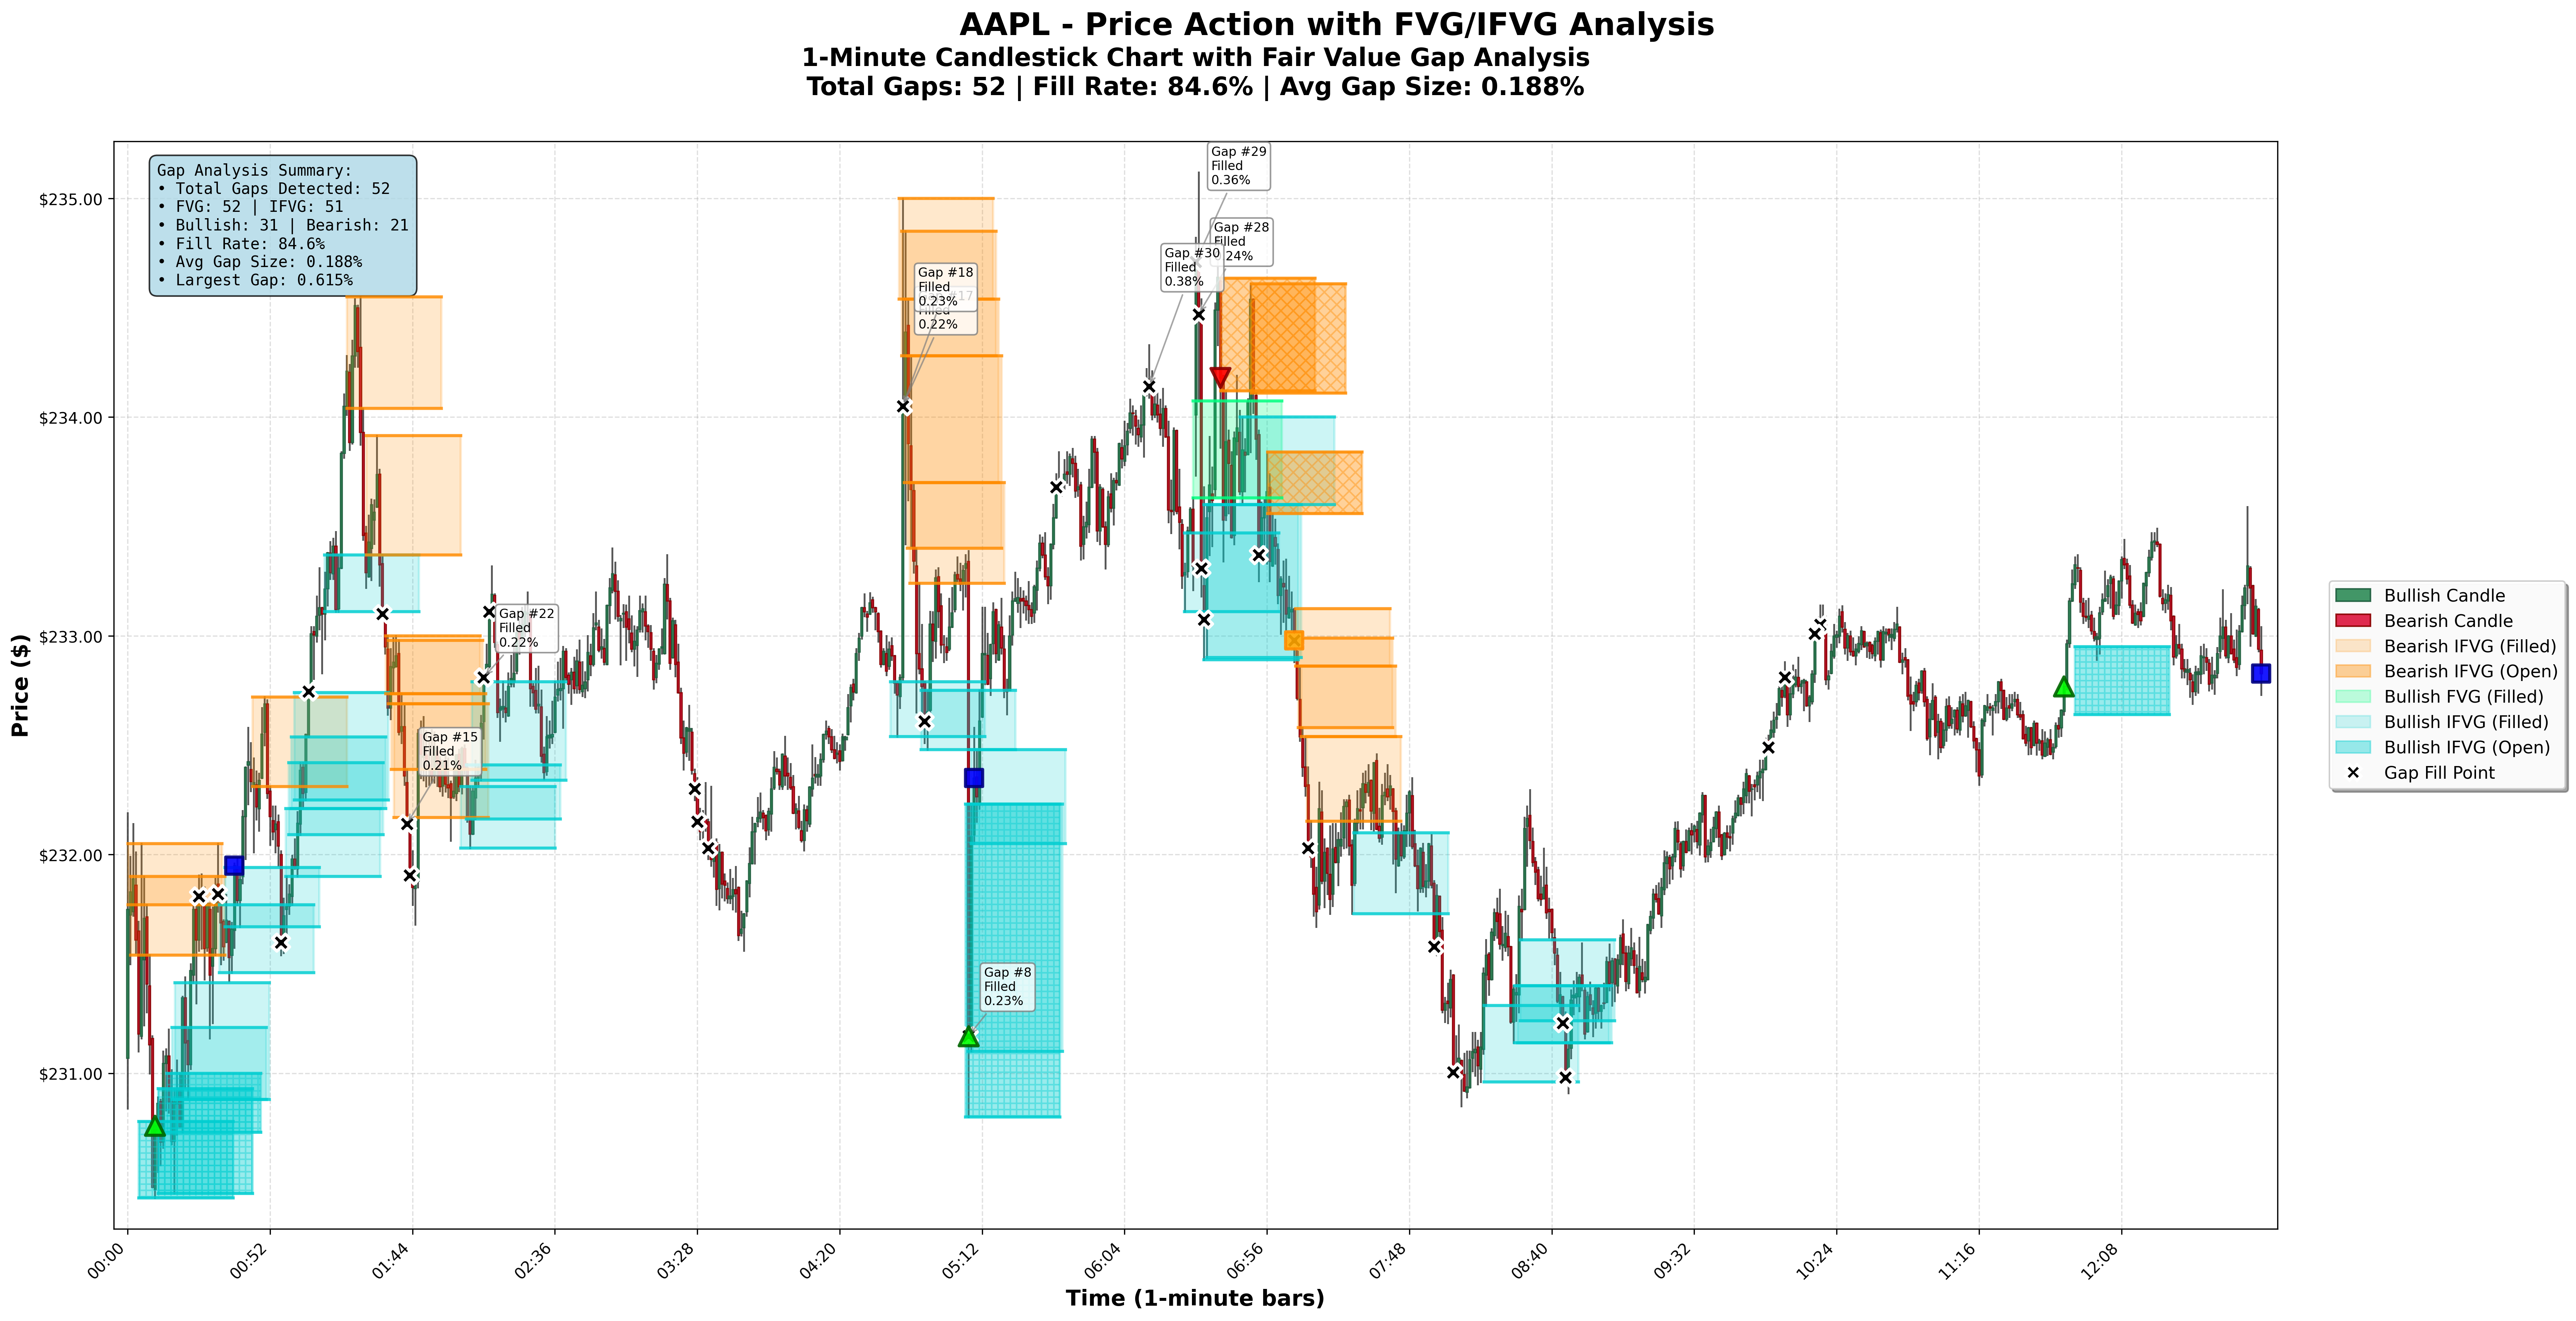 AAPL - Price Action with FVG/IFVG Analysis
1-Minute Candlestick Chart with Fair Value Gap Analysis
Total Gaps: 52 | Fill Rate: 84.6% | Avg Gap Size: 0.188%
Gap Analysis Summary:
• Total Gaps Detected: 52
• FVG: 52 | IFVG: 51
• Bullish: 31 | Bearish: 21
• Fill Rate: 84.6%
• Avg Gap Size: 0.188%
• Largest Gap: 0.615%
Gap #29
Filled
0.36%
Gap #28
Filled
24%
Gap #30
Filled
0.38%
Gap #18
Filled
0.23%
#17
Filled
0.22%
Gap #22
Filled
0.22%
Gap #15
Filled
0.21%
Gap #8
Filled
0.23%
Price ($)
$235.00
$234.00
$233.00
$232.00
$231.00
00:00
00:52
01:44
02:36
03:28
04:20
05:12
06:04
06:56
07:48
08:40
09:32
10:24
11:16
12:08
Time (1-minute bars)
Bullish Candle
Bearish Candle
Bearish IFVG (Filled)
Bearish IFVG (Open)
Bullish FVG (Filled)
Bullish IFVG (Filled)
Bullish IFVG (Open)
Gap Fill Point